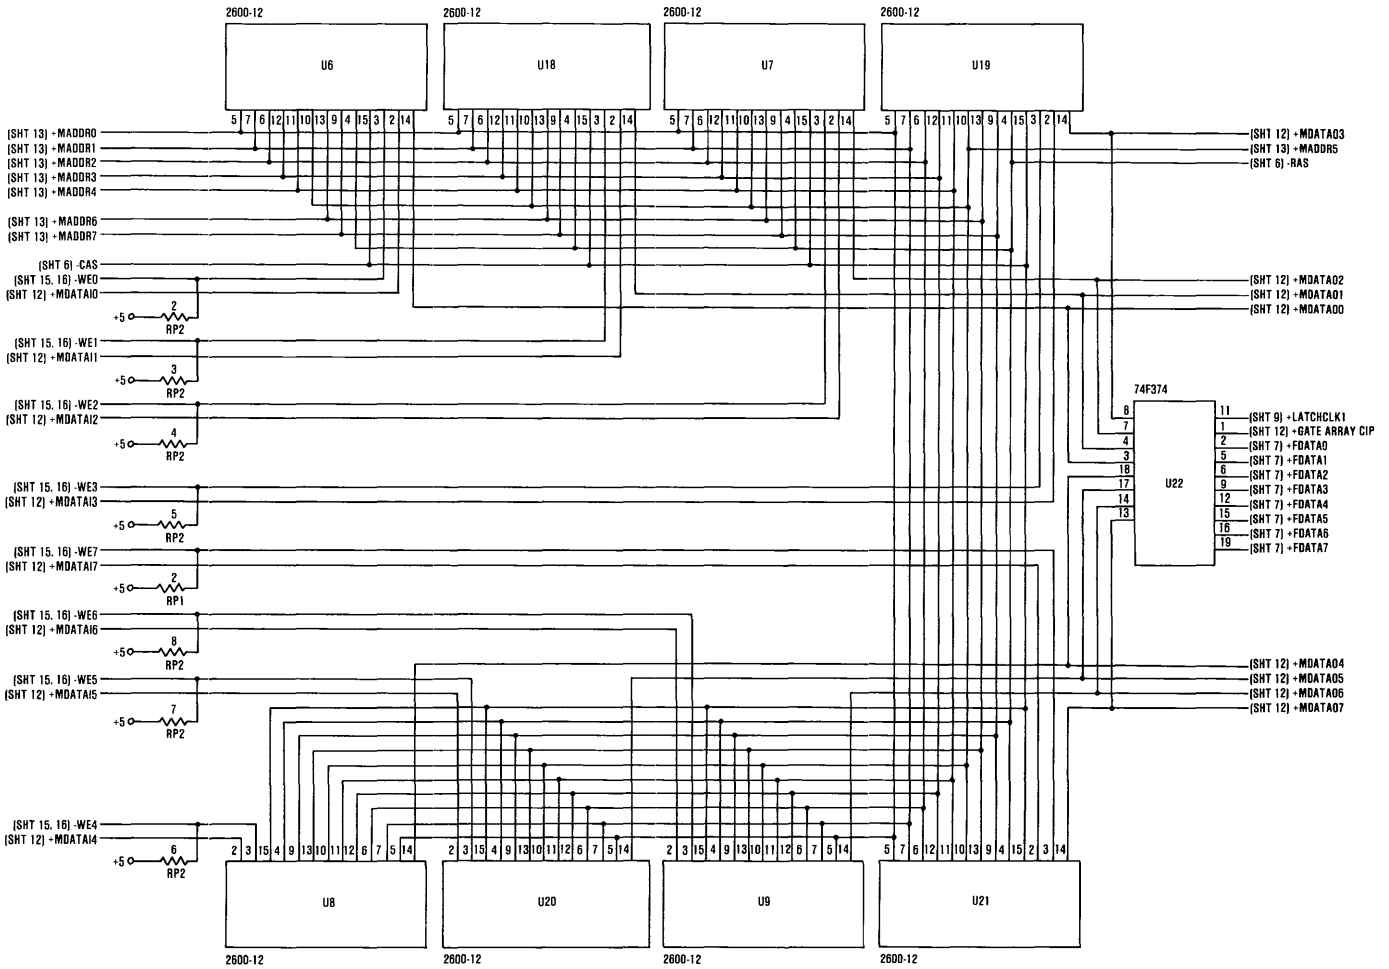 2600-12 2600-12 2600-12 2600-12
U6 U18 U7 U19
5 7 6 12 11 10 13 9 4 15 3 2 14 5 7 6 12 11 10 13 9 4 15 3 2 14 5 7 6 12 11 10 13 9 4 15 3 2 14 5 7 6 12 11 10 13 9 4 15 3 2 14
(SHT 13) +MADDR0 (SHT 12) +MDATA03
(SHT 13) +MADDR1 (SHT 13) +MADDR5
(SHT 13) +MADDR2 (SHT 6) -RAS
(SHT 13) +MADDR3
(SHT 13) +MADDR4
(SHT 13) +MADDR6
(SHT 13) +MADDR7
(SHT 6) -CAS
(SHT 15, 16) -WE0 (SHT 12) +MDATA02
(SHT 12) +MDATAI0 (SHT 12) +MDATA01
2 (SHT 12) +MDATA00
+5
RP2
(SHT 15, 16) -WE1
(SHT 12) +MDATAI1
3
+5
RP2
74F374
(SHT 15, 16) -WE2
(SHT 12) +MDATAI2
4
+5
RP2
8 11 (SHT 9) +LATCHCLK1
7 1 (SHT 12) +GATE ARRAY CIP
4 2 (SHT 7) +FDATA0
3 5 (SHT 7) +FDATA1
18 6 (SHT 7) +FDATA2
17 9 (SHT 7) +FDATA3
U22
14 12 (SHT 7) +FDATA4
13 15 (SHT 7) +FDATA5
16 (SHT 7) +FDATA6
19 (SHT 7) +FDATA7
(SHT 15, 16) -WE3
(SHT 12) +MDATAI3
5
+5
RP2
(SHT 15, 16) -WE7
(SHT 12) +MDATAI7
2
+5
RP1
(SHT 15, 16) -WE6
(SHT 12) +MDATAI6
8
+5
RP2
(SHT 12) +MDATA04
(SHT 15, 16) -WE5 (SHT 12) +MDATA05
(SHT 12) +MDATAI5 (SHT 12) +MDATA06
7 (SHT 12) +MDATA07
+5
RP2
(SHT 15, 16) -WE4
(SHT 12) +MDATAI4
6
+5
RP2
2 3 15 4 9 13 10 11 12 6 7 5 14 2 3 15 4 9 13 10 11 12 6 7 5 14 2 3 15 4 9 13 10 11 12 6 7 5 14 5 7 6 12 11 10 13 9 4 15 2 3 14
U8 U20 U9 U21
2600-12 2600-12 2600-12 2600-12